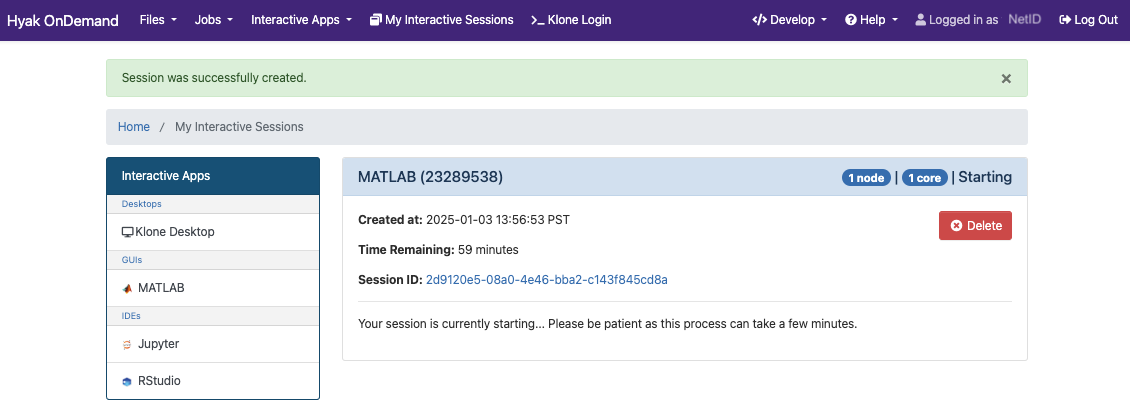 Hyak OnDemand Files Jobs Interactive Apps My Interactive Sessions Klone Login Develop Help Logged in as NetID Log Out
Session was successfully created. ×
Home / My Interactive Sessions
Interactive Apps
Desktops
Klone Desktop
GUIs
MATLAB
IDEs
Jupyter
RStudio
MATLAB (23289538) 1 node | 1 core | Starting
Created at: 2025-01-03 13:56:53 PST
Delete
Time Remaining: 59 minutes
Session ID: 2d9120e5-08a0-4e46-bba2-c143f845cd8a
Your session is currently starting... Please be patient as this process can take a few minutes.